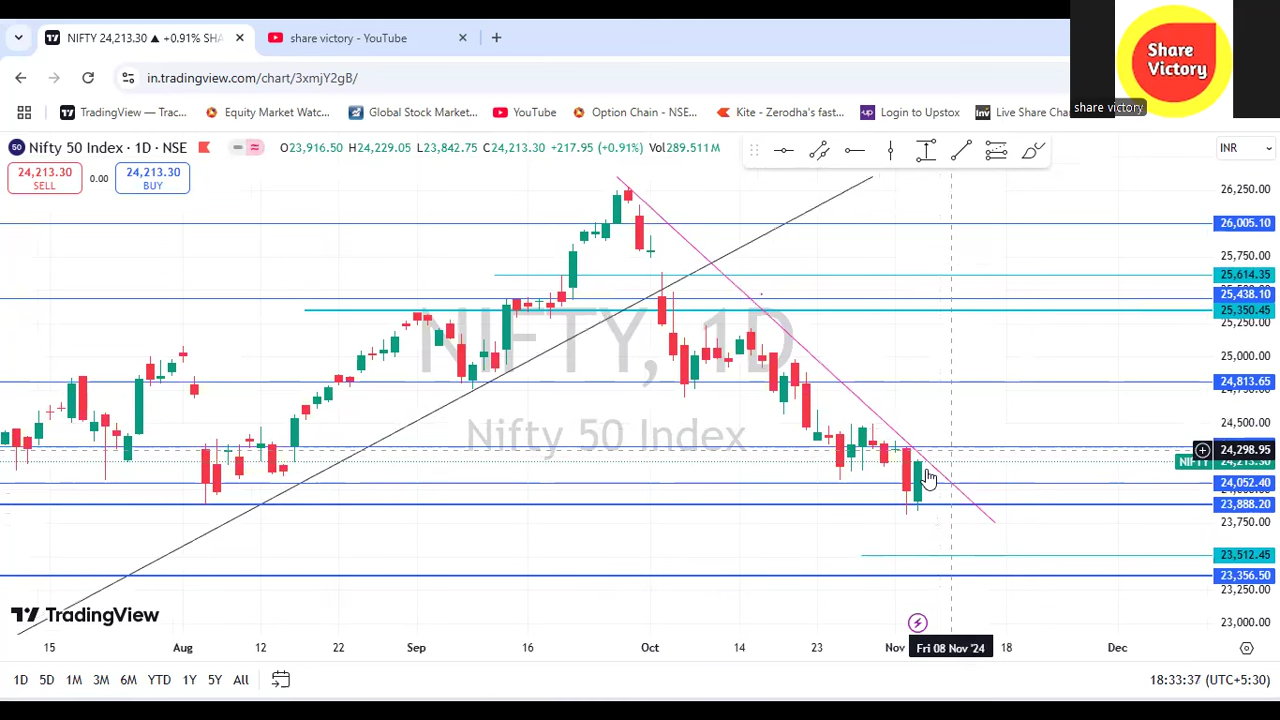 NIFTY 24,213.30 ▲ +0.91% SHA
share victory - YouTube
Share
Victory
share victory
in.tradingview.com/chart/3xmjY2gB/
TradingView — Trac...
Equity Market Watc...
Global Stock Market...
YouTube
Option Chain - NSE...
Kite - Zerodha's fast...
Login to Upstox
Inv Live Share Cha
50 Nifty 50 Index · 1D · NSE
O23,916.50 H24,229.05 L23,842.75 C24,213.30 +217.95 (+0.91%) Vol289.511M
INR
24,213.30
SELL
0.00
24,213.30
BUY
26,250.00
26,005.10
25,750.00
25,614.35
25,438.10
25,350.45
25,250.00
25,000.00
24,813.65
24,500.00
24,298.95
NIFTY 24,213.30
24,052.40
23,888.20
23,750.00
23,512.45
23,356.50
23,250.00
23,000.00
NIFTY, 1D
Nifty 50 Index
TradingView
15 Aug 12 22 Sep 16 Oct 14 23 Nov Fri 08 Nov '24 18 Dec
1D 5D 1M 3M 6M YTD 1Y 5Y All
18:33:37 (UTC+5:30)